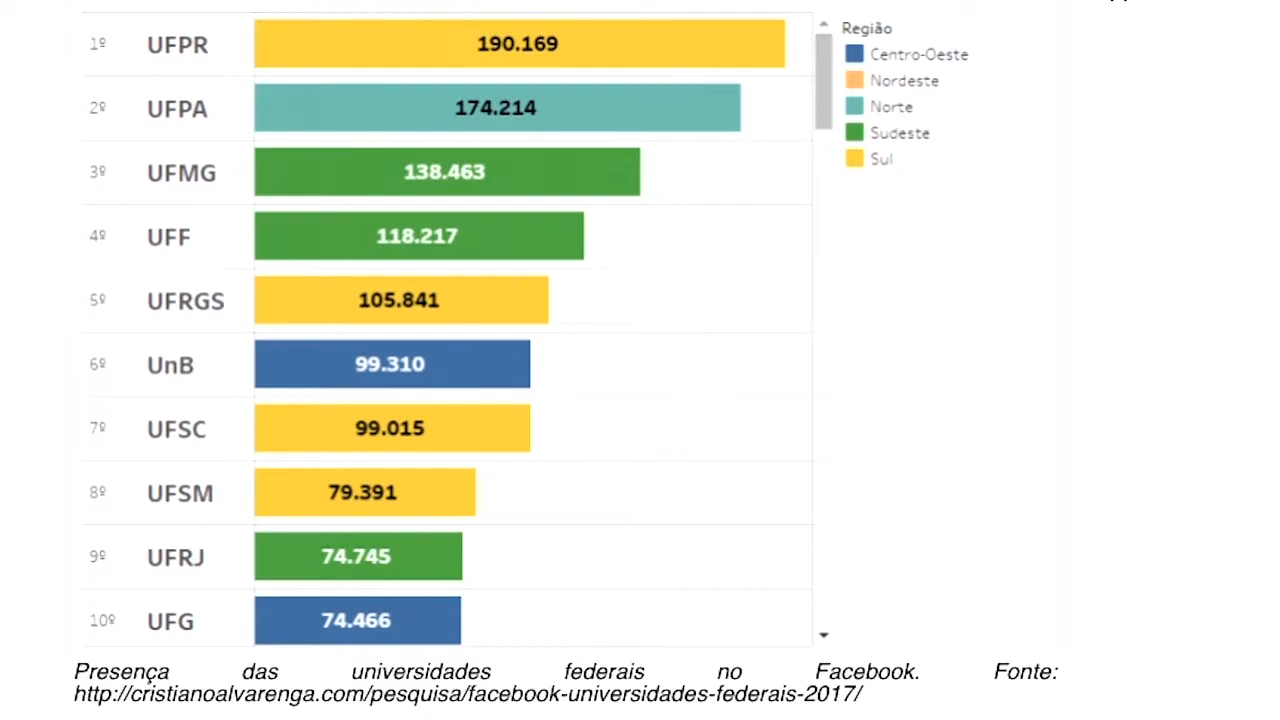 1º UFPR 190.169
2º UFPA 174.214
3º UFMG 138.463
4º UFF 118.217
5º UFRGS 105.841
6º UnB 99.310
7º UFSC 99.015
8º UFSM 79.391
9º UFRJ 74.745
10º UFG 74.466
Região
Centro-Oeste
Nordeste
Norte
Sudeste
Sul
Presença das universidades federais no Facebook. Fonte:
http://cristianoalvarenga.com/pesquisa/facebook-universidades-federais-2017/